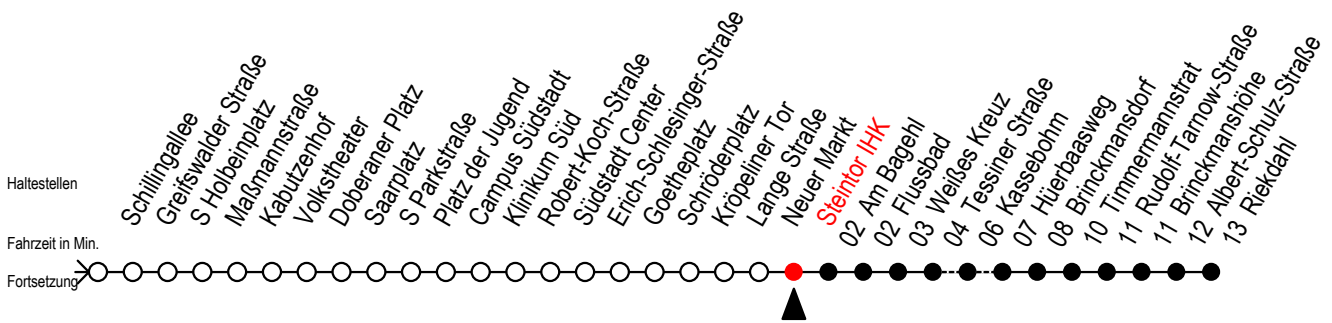 Haltestellen
Fahrzeit in Min.
Fortsetzung
Schillingallee
Greifswalder Straße
S Holbeinplatz
Maßmannstraße
Kabutzenhof
Volkstheater
Doberaner Platz
Saarplatz
S Parkstraße
Platz der Jugend
Campus Südstadt
Klinikum Süd
Robert-Koch-Straße
Südstadt Center
Erich-Schlesinger-Straße
Goetheplatz
Schröderplatz
Kröpeliner Tor
Lange Straße
Neuer Markt
Steintor IHK
02 Am Bagehl
02 Flussbad
03 Weißes Kreuz
04 Tessiner Straße
06 Kassebohm
07 Hüerbaasweg
08 Brinckmansdorf
10 Timmermannstrat
11 Rudolf-Tarnow-Straße
11 Brinckmanshöhe
12 Albert-Schulz-Straße
13 Riekdahl